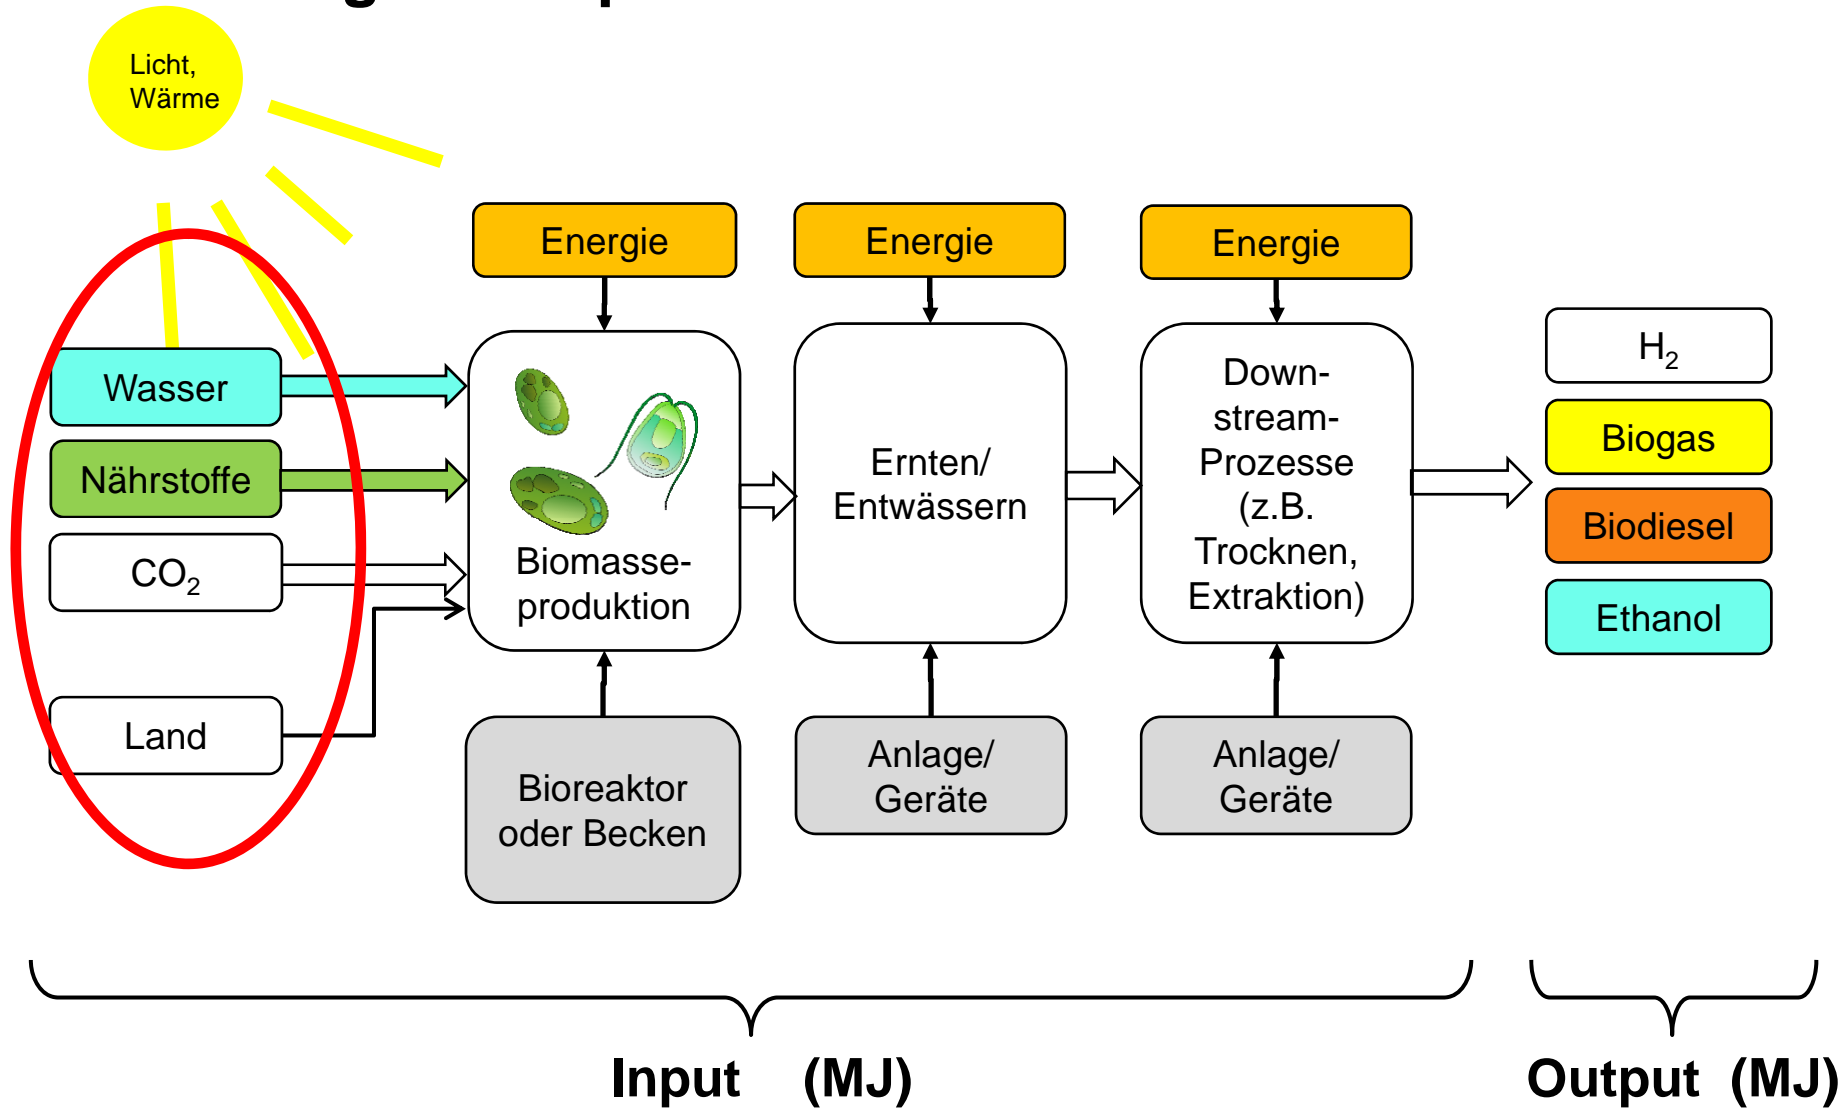 Licht,
Wärme
Energie
Energie
Energie
Wasser
Nährstoffe
CO2
Land
Biomasse-
produktion
Ernten/
Entwässern
Down-
stream-
Prozesse
(z.B.
Trocknen,
Extraktion)
H2
Biogas
Biodiesel
Ethanol
Bioreaktor
oder Becken
Anlage/
Geräte
Anlage/
Geräte
Input (MJ)
Output (MJ)